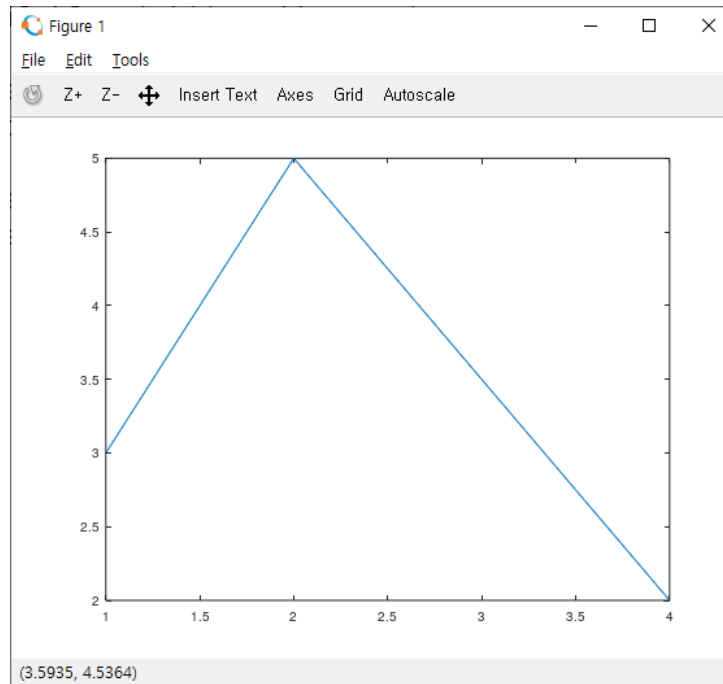 Figure 1
File Edit Tools
Z+ Z- Insert Text Axes Grid Autoscale
5
4.5
4
3.5
3
2.5
2
1 1.5 2 2.5 3 3.5 4
(3.5935, 4.5364)